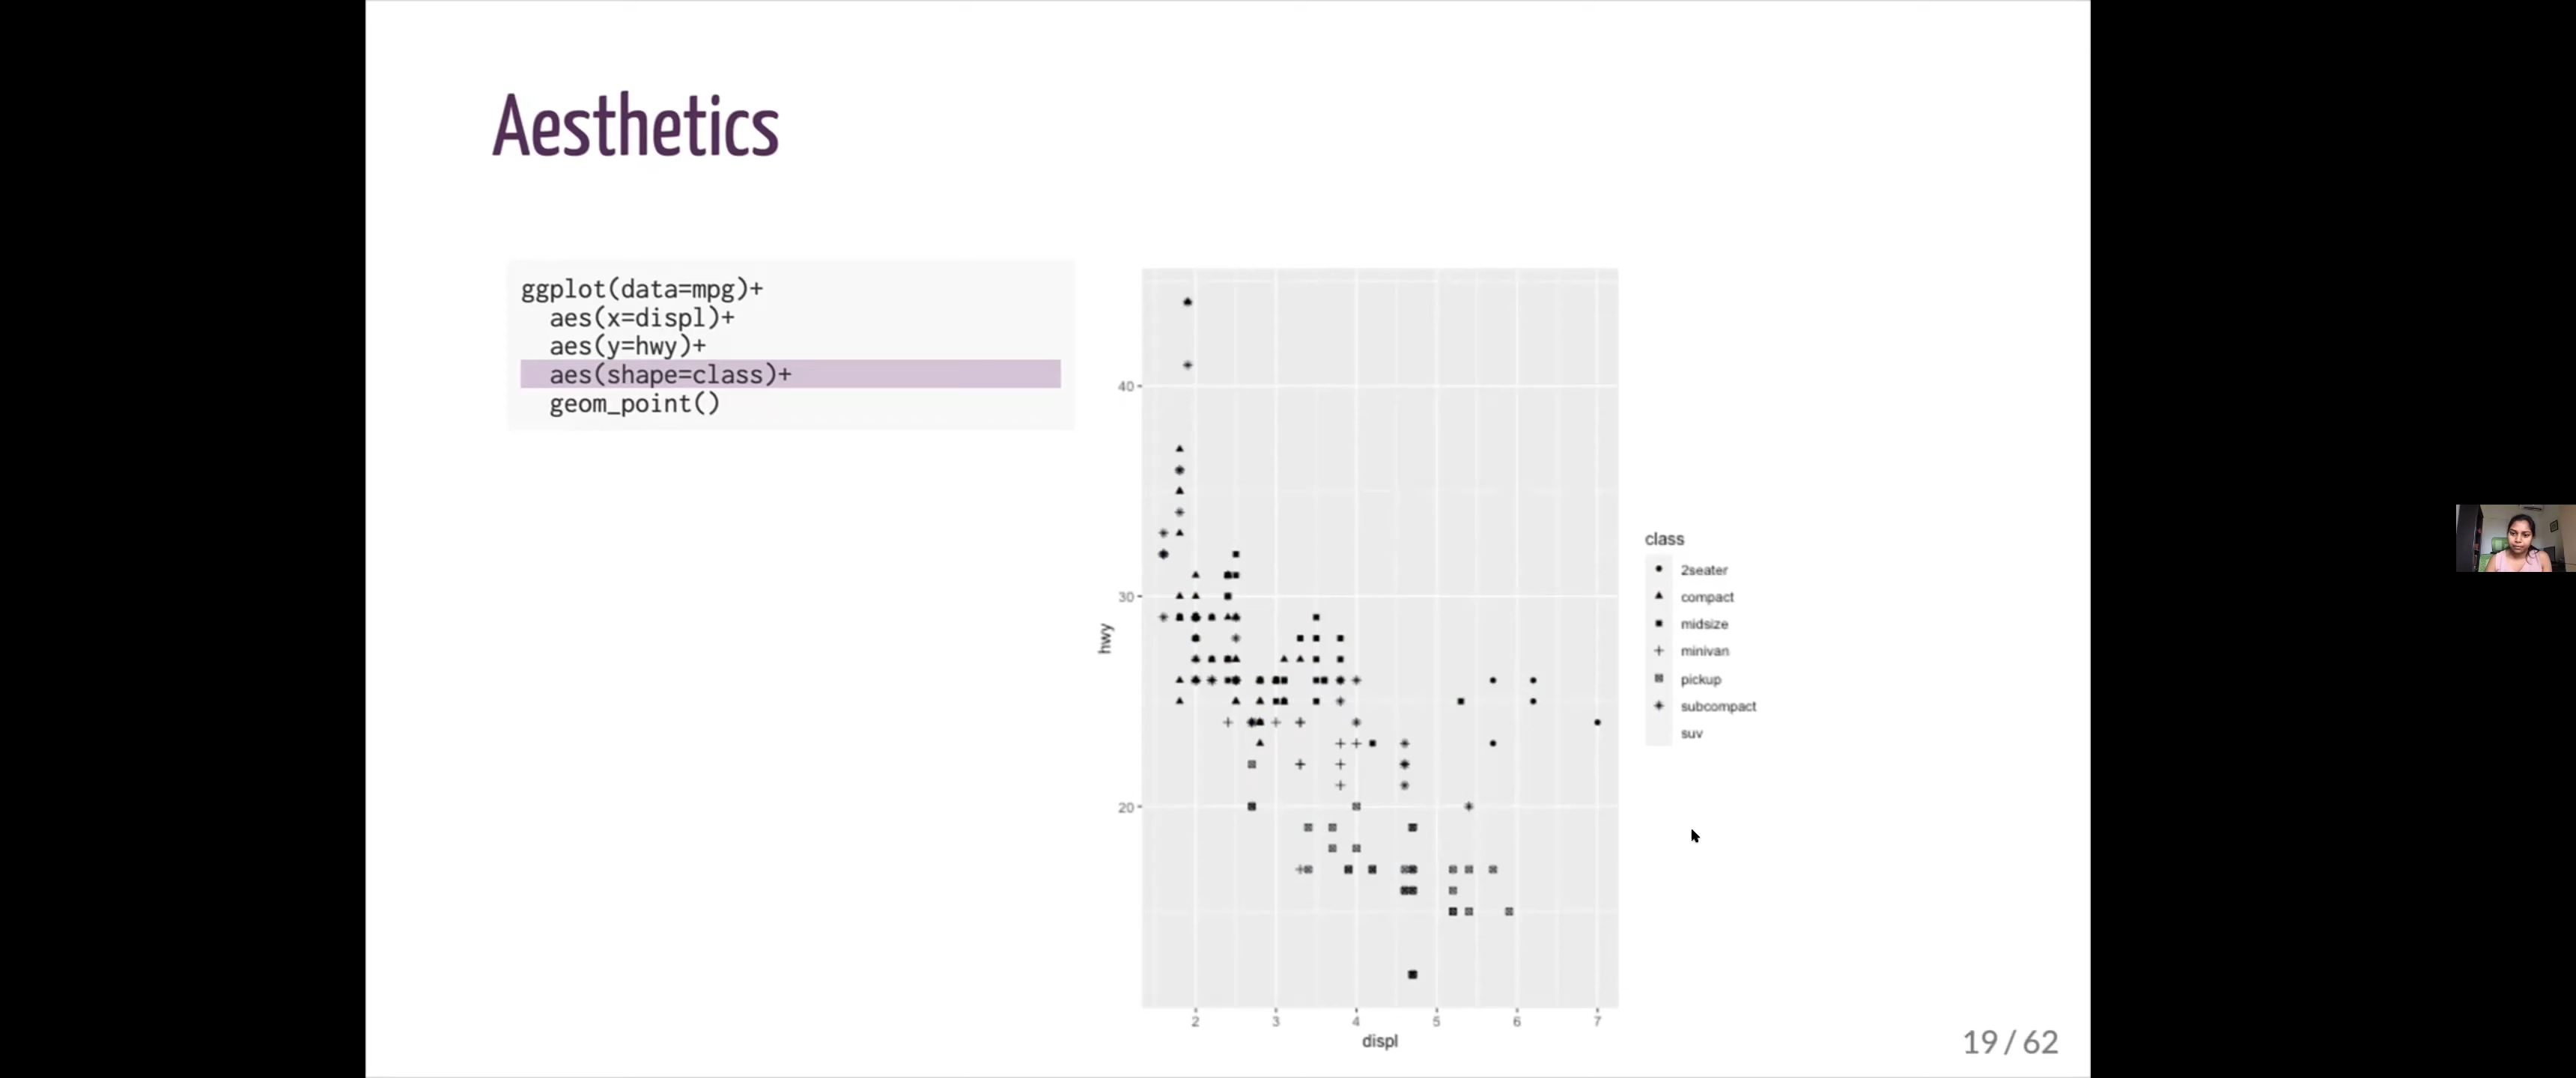 Aesthetics
ggplot(data=mpg)+
aes(x=displ)+
aes(y=hwy)+
aes(shape=class)+
geom_point()
40
30
20
hwy
2 3 4 5 6 7
displ
class
2seater
compact
midsize
minivan
pickup
subcompact
suv
19 / 62